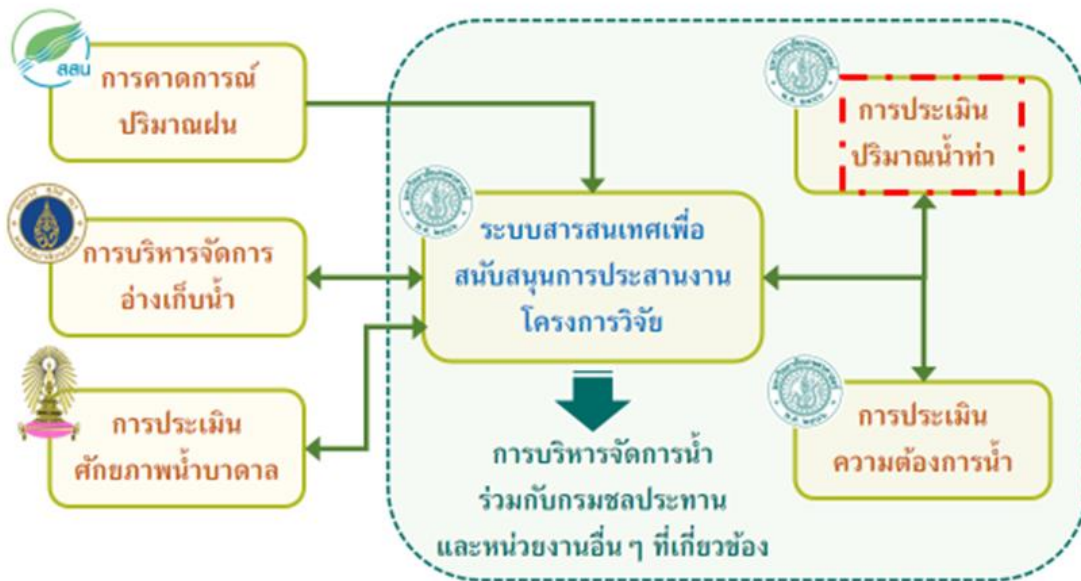 สสน
การคาดการณ์
ปริมาณฝน
การประเมิน
ปริมาณน้ำท่า
ระบบสารสนเทศเพื่อ
สนับสนุนการประสานงาน
โครงการวิจัย
การบริหารจัดการ
อ่างเก็บน้ำ
การประเมิน
ศักยภาพน้ำบาดาล
การประเมิน
ความต้องการน้ำ
การบริหารจัดการน้ำ
ร่วมกับกรมชลประทาน
และหน่วยงานอื่น ๆ ที่เกี่ยวข้อง